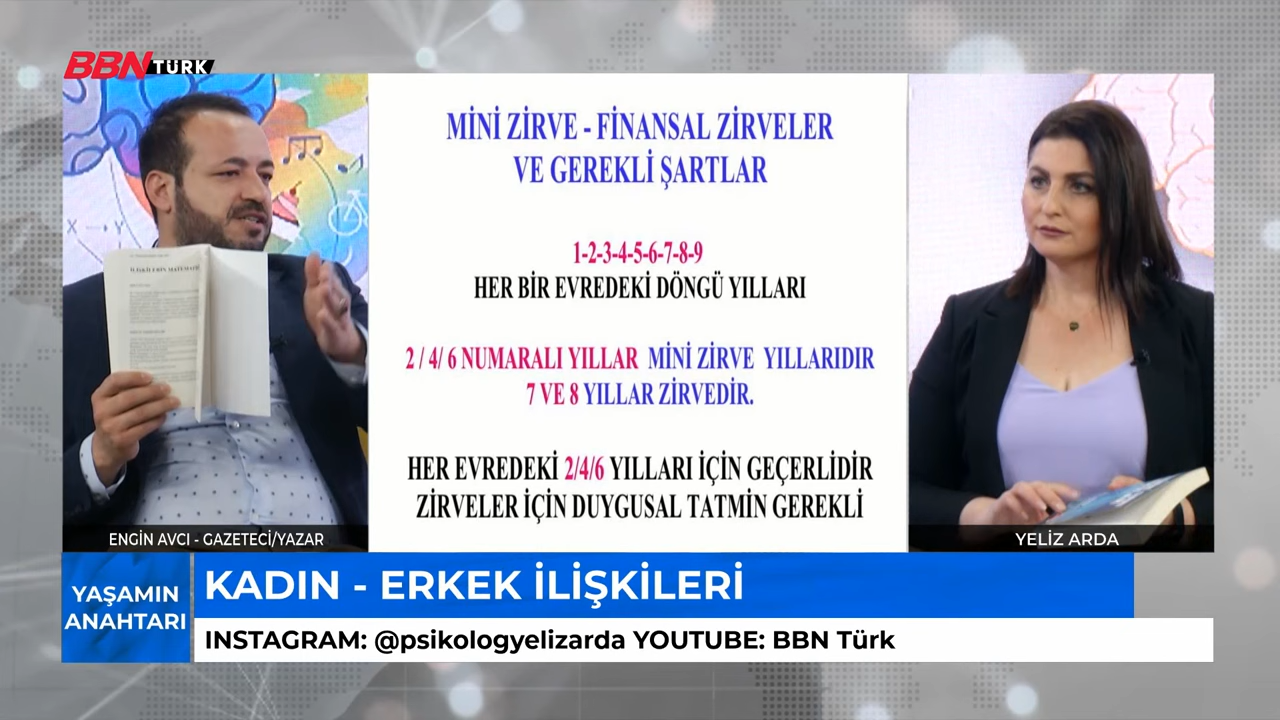 BBN TÜRK
MİNİ ZİRVE - FİNANSAL ZİRVELER
VE GEREKLİ ŞARTLAR
1-2-3-4-5-6-7-8-9
HER BİR EVREDEKİ DÖNGÜ YILLARI
2 / 4/ 6 NUMARALI YILLAR MİNİ ZİRVE YILLARIDIR
7 VE 8 YILLAR ZİRVEDİR.
HER EVREDEKİ 2/4/6 YILLARI İÇİN GEÇERLİDİR
ZİRVELER İÇİN DUYGUSAL TATMİN GEREKLİ
X → Y
İLİŞKİLERİN MATEMATİ
ENGİN AVCI - GAZETECİ/YAZAR
YELİZ ARDA
YAŞAMIN
ANAHTARI
KADIN - ERKEK İLİŞKİLERİ
INSTAGRAM: @psikologyelizarda YOUTUBE: BBN Türk